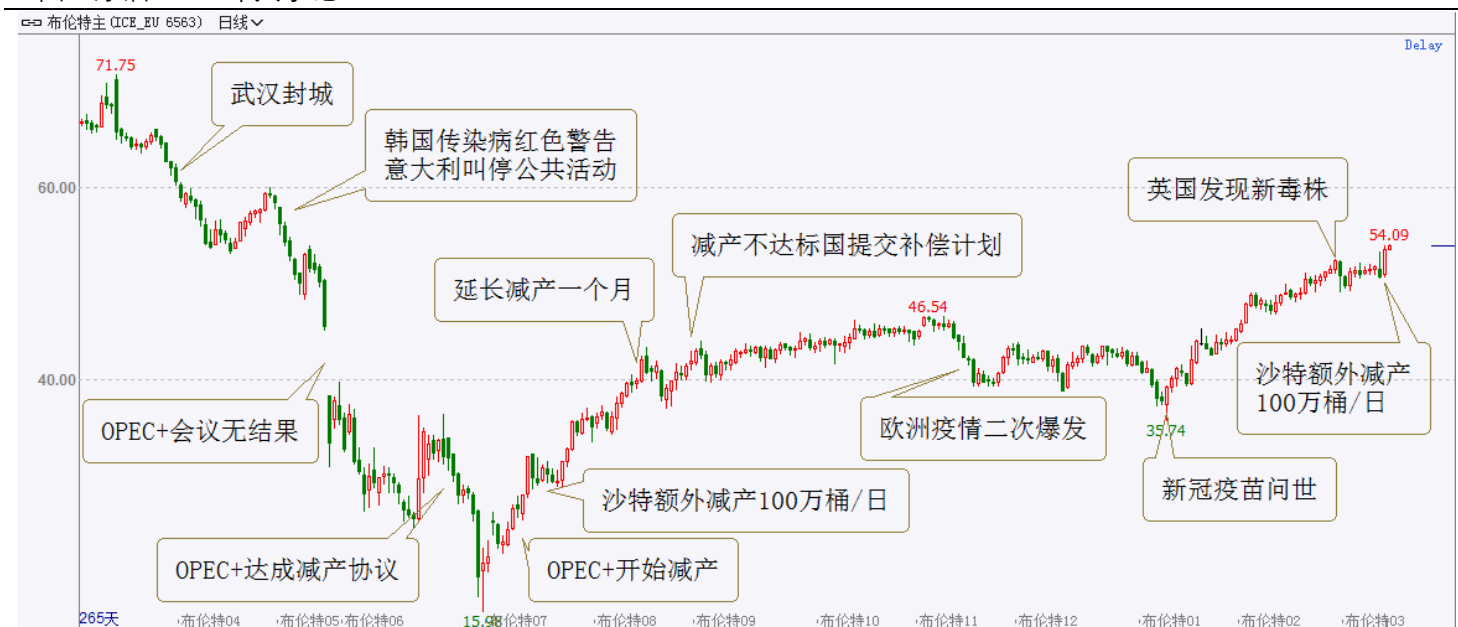 布伦特主(ICE_EU 6563) 日线
Delay
71.75
武汉封城
韩国传染病红色警告
意大利叫停公共活动
60.00
英国发现新毒株
减产不达标国提交补偿计划
54.09
延长减产一个月
46.54
40.00
沙特额外减产
100万桶/日
OPEC+会议无结果
欧洲疫情二次爆发
35.74
新冠疫苗问世
沙特额外减产100万桶/日
OPEC+达成减产协议
OPEC+开始减产
265天 布伦特04 布伦特05 布伦特06 15.98 布伦特07 布伦特08 布伦特09 布伦特10 布伦特11 布伦特12 布伦特01 布伦特02 布伦特03